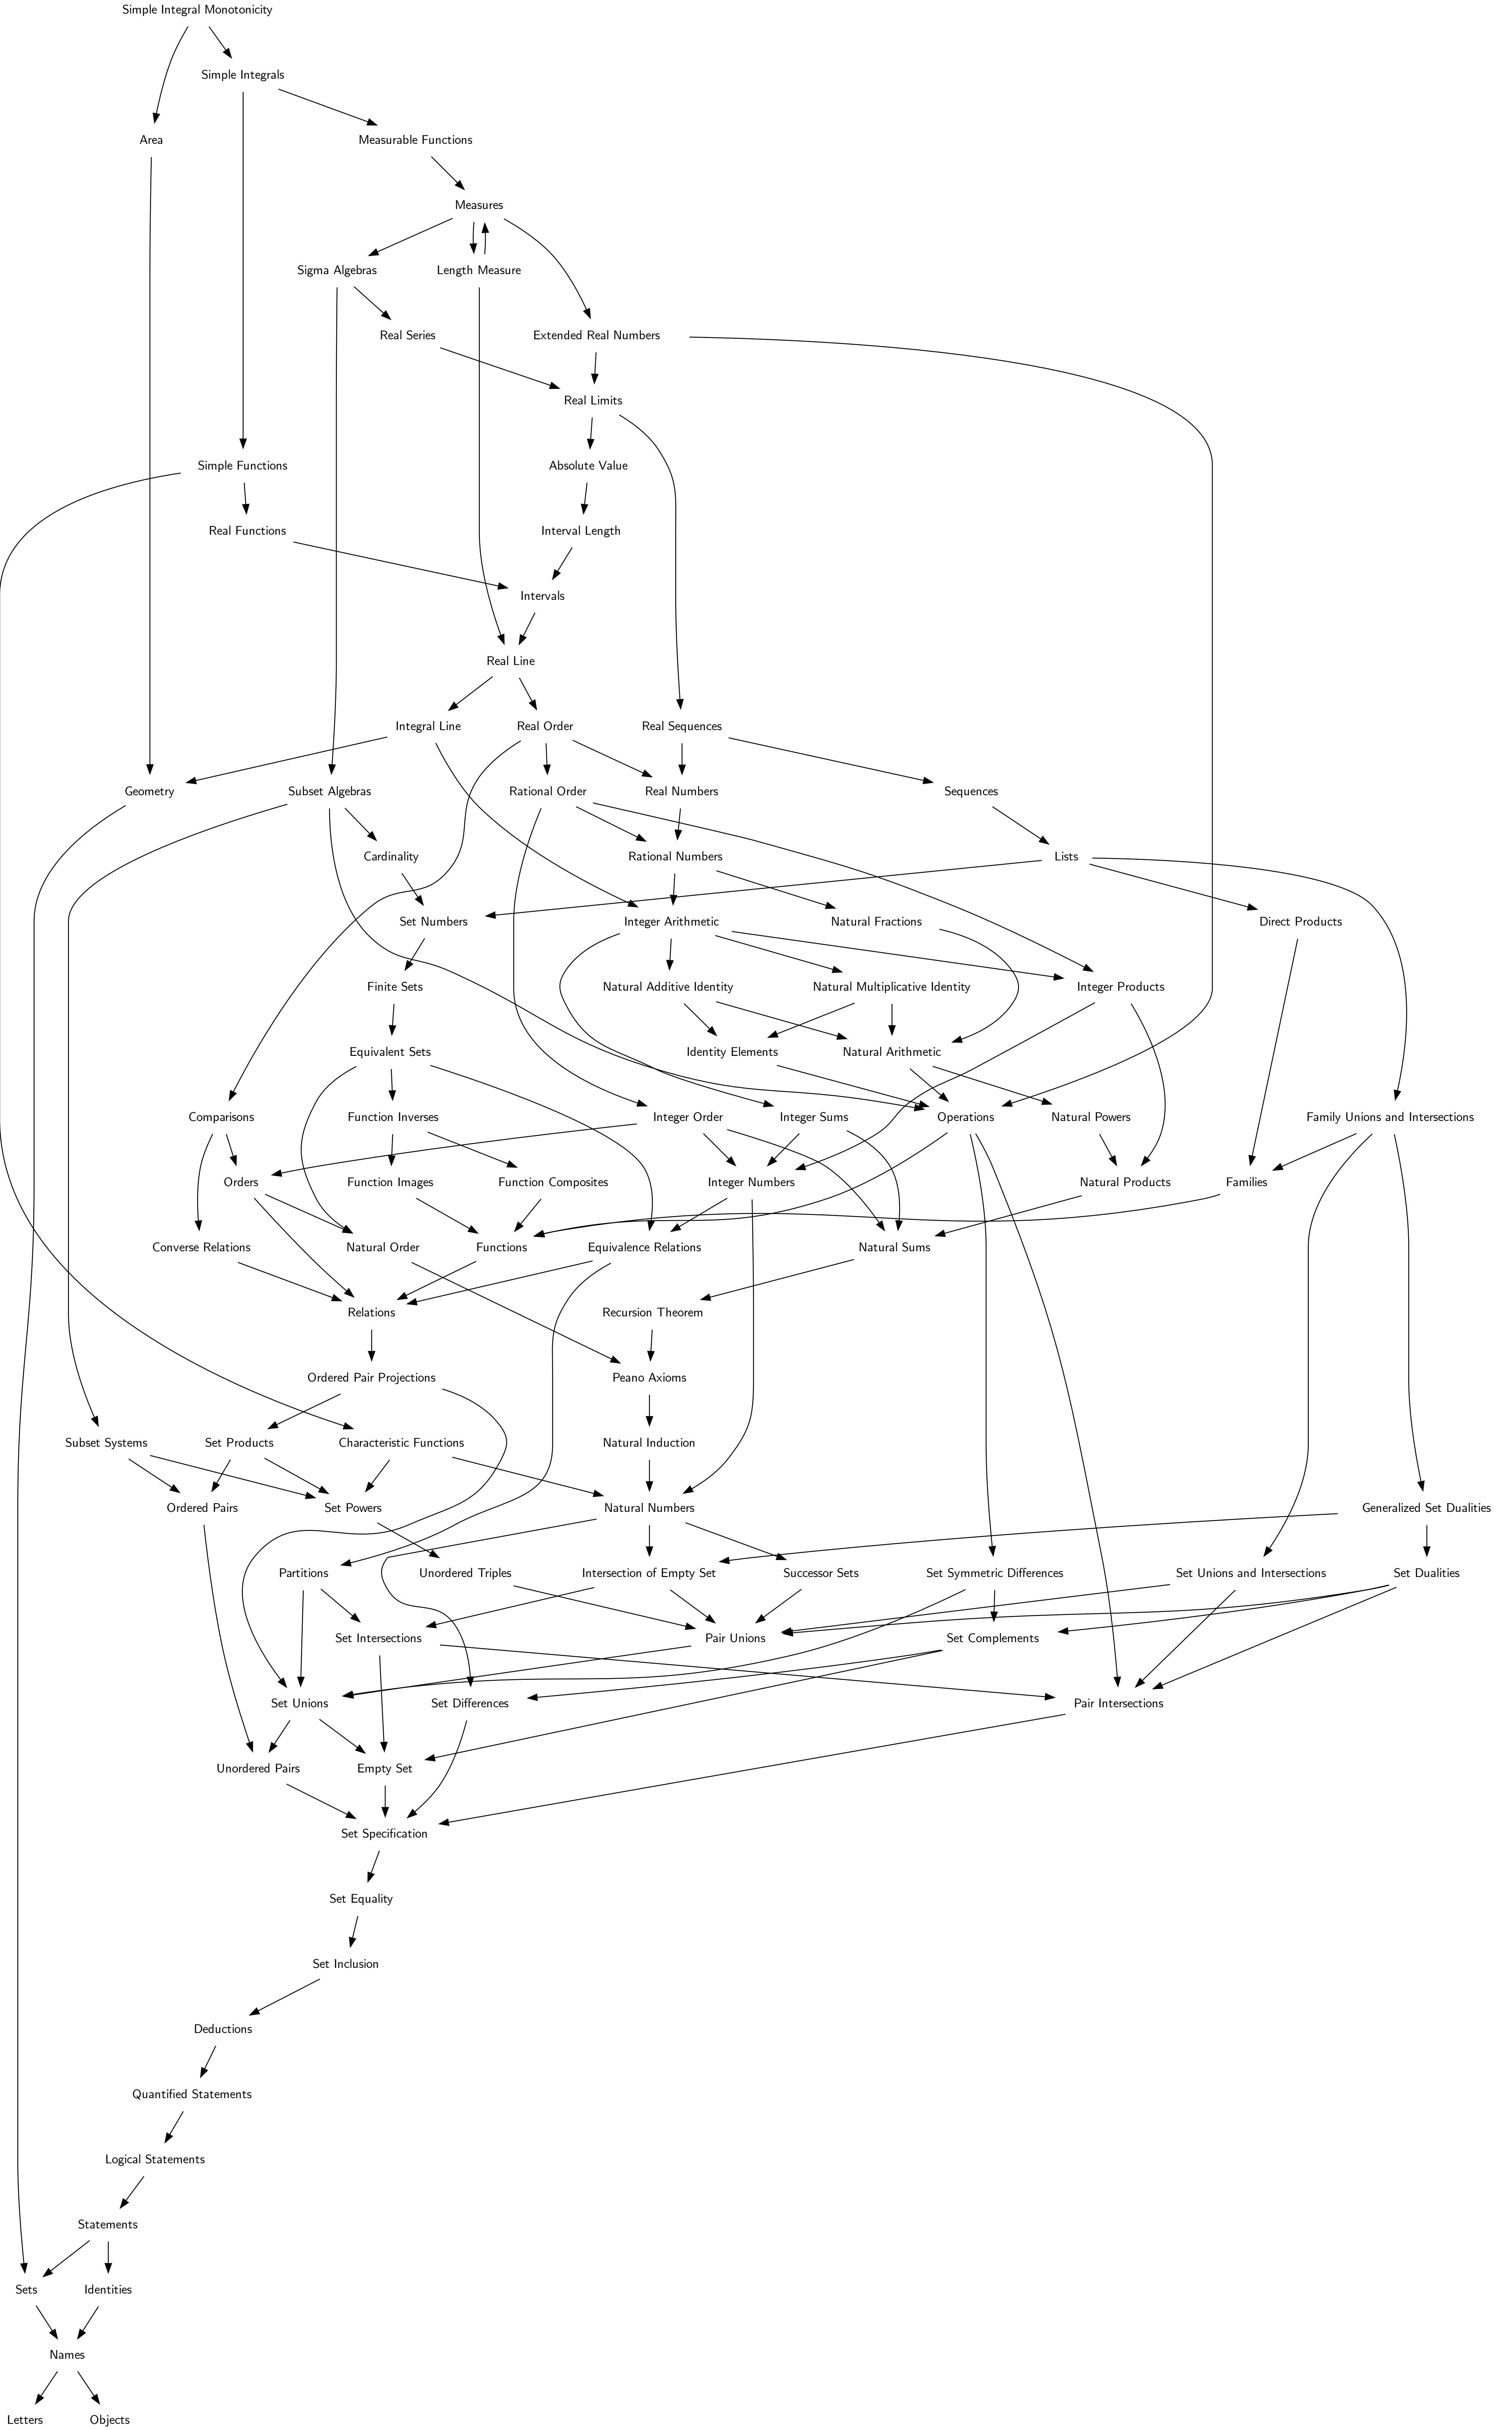 Simple Integral Monotonicity
Simple Integrals
Area
Measurable Functions
Measures
Sigma Algebras
Length Measure
Real Series
Extended Real Numbers
Real Limits
Simple Functions
Absolute Value
Real Functions
Interval Length
Intervals
Real Line
Integral Line
Real Order
Real Sequences
Geometry
Subset Algebras
Rational Order
Real Numbers
Sequences
Cardinality
Rational Numbers
Lists
Set Numbers
Integer Arithmetic
Natural Fractions
Direct Products
Finite Sets
Natural Additive Identity
Natural Multiplicative Identity
Integer Products
Equivalent Sets
Identity Elements
Natural Arithmetic
Comparisons
Function Inverses
Integer Order
Integer Sums
Operations
Natural Powers
Family Unions and Intersections
Orders
Function Images
Function Composites
Integer Numbers
Natural Products
Families
Converse Relations
Natural Order
Functions
Equivalence Relations
Natural Sums
Relations
Recursion Theorem
Ordered Pair Projections
Peano Axioms
Subset Systems
Set Products
Characteristic Functions
Natural Induction
Ordered Pairs
Set Powers
Natural Numbers
Generalized Set Dualities
Partitions
Unordered Triples
Intersection of Empty Set
Successor Sets
Set Symmetric Differences
Set Unions and Intersections
Set Dualities
Set Intersections
Pair Unions
Set Complements
Set Unions
Set Differences
Pair Intersections
Unordered Pairs
Empty Set
Set Specification
Set Equality
Set Inclusion
Deductions
Quantified Statements
Logical Statements
Statements
Sets
Identities
Names
Letters
Objects